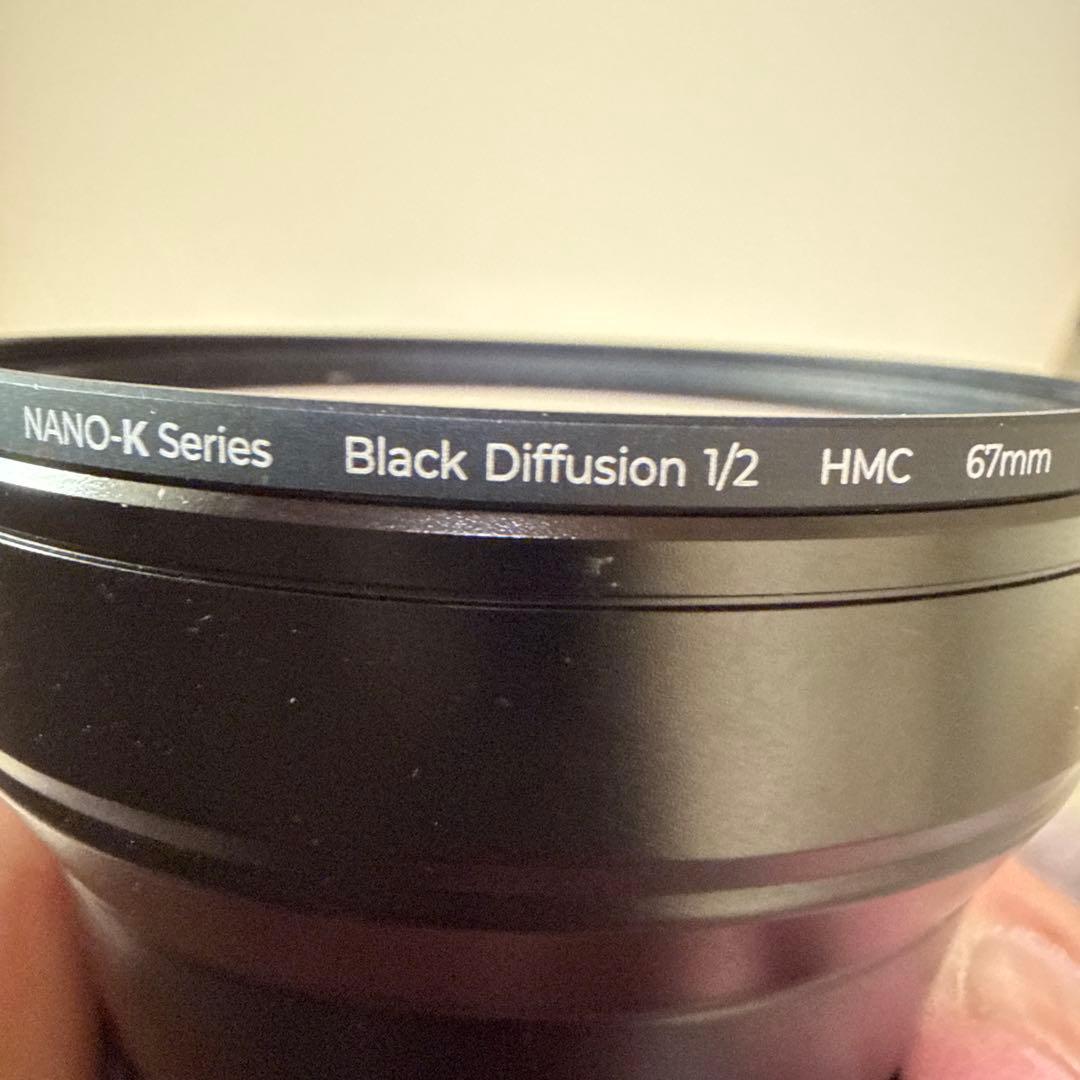 NANO-K Series Black Diffusion 1/2 HMC 67mm